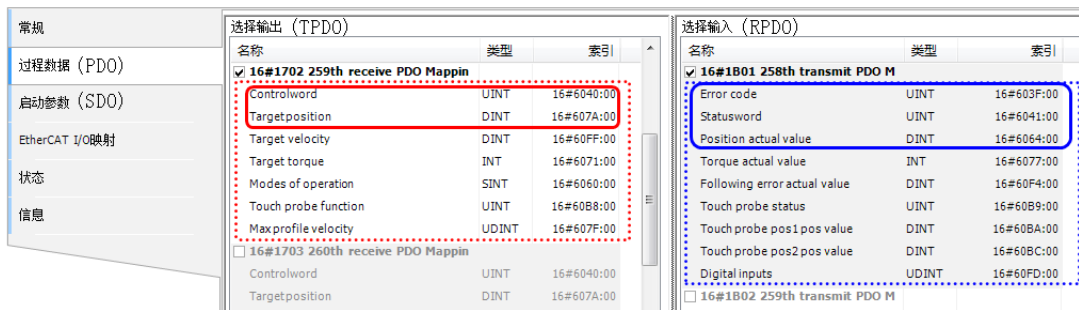 常规
过程数据 (PDO)
启动参数 (SDO)
EtherCAT I/O映射
状态
信息
选择输出 (TPDO)
名称 类型 索引
16#1702 259th receive PDO Mappin
Controlword UINT 16#6040:00
Target position DINT 16#607A:00
Target velocity DINT 16#60FF:00
Target torque INT 16#6071:00
Modes of operation SINT 16#6060:00
Touch probe function UINT 16#60B8:00
Max profile velocity UDINT 16#607F:00
16#1703 260th receive PDO Mappin
Controlword UINT 16#6040:00
Target position DINT 16#607A:00
选择输入 (RPDO)
名称 类型 索引
16#1B01 258th transmit PDO M
Error code UINT 16#603F:00
Statusword UINT 16#6041:00
Position actual value DINT 16#6064:00
Torque actual value INT 16#6077:00
Following error actual value DINT 16#60F4:00
Touch probe status UINT 16#60B9:00
Touch probe pos1 pos value DINT 16#60BA:00
Touch probe pos2 pos value DINT 16#60BC:00
Digital inputs UDINT 16#60FD:00
16#1B02 259th transmit PDO M